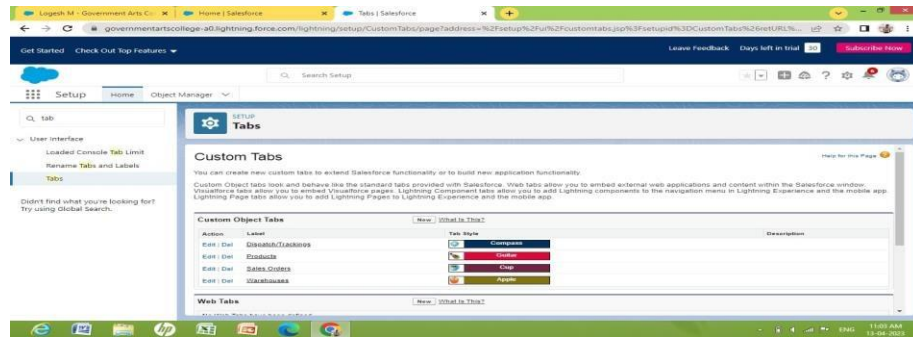 Logesh M - Government Arts Co
Home | Salesforce
Tabs | Salesforce
governmentartscollege-a0.lightning.force.com/lightning/setup/CustomTabs/page?address=%2Fsetup%2Fui%2Fcustomtabs.jsp%3Fsetupid%3DCustomTabs%26retURL%...
Get Started Check Out Top Features
Leave Feedback Days left in trial 30 Subscribe Now
Search Setup
Setup Home Object Manager
tab
User Interface
Loaded Console Tab Limit
Rename Tabs and Labels
Tabs
Didn't find what you're looking for?
Try using Global Search.
SETUP
Tabs
Custom Tabs
Help for this Page
You can create new custom tabs to extend Salesforce functionality or to build new application functionality.
Custom Object tabs look and behave like the standard tabs provided with Salesforce. Web tabs allow you to embed external web applications and content within the Salesforce window.
Visualforce tabs allow you to embed Visualforce pages. Lightning Component tabs allow you to add Lightning components to the navigation menu in Lightning Experience and the mobile app.
Lightning Page tabs allow you to add Lightning Pages to Lightning Experience and the mobile app.
Custom Object Tabs New What Is This?
Action Label Tab Style Description
Edit | Del Dispatch/Trackings Compass
Edit | Del Products Guitar
Edit | Del Sales Orders Cup
Edit | Del Warehouses Apple
Web Tabs New What Is This?
ENG
11:03 AM
13-04-2023